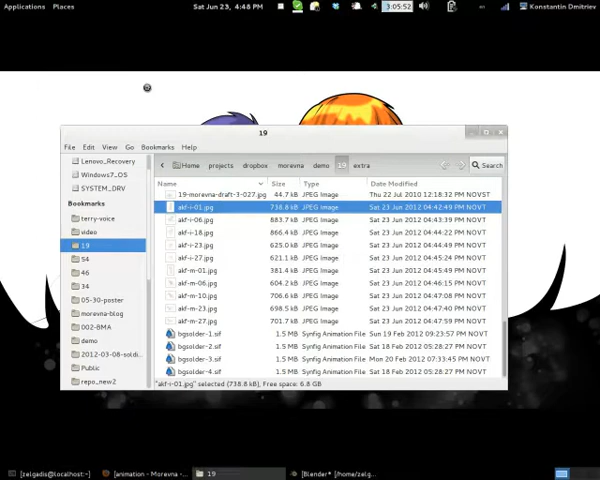 Applications Places Sat Jun 23, 4:48 PM 3:05:52 Konstantin Dmitriev
19
File Edit View Go Bookmarks Help
Home projects dropbox morevna demo 19 extra Search
Lenovo_Recovery
Windows7_OS
SYSTEM_DRV
Bookmarks
terry-voice
video
19
54
46
34
05-30-poster
morevna-blog
002-8MA
demo
2012-03-08-soldi...
Public
repo_new2
Name Size Type Date Modified
19-morevna-draft-3-027.jpg 44.7 kB JPEG Image Thu 22 Jul 2010 12:18:32 PM NOVST
akf-i-01.jpg 738.8 kB JPEG Image Sat 23 Jun 2012 04:42:49 PM NOVT
akf-i-06.jpg 883.7 kB JPEG Image Sat 23 Jun 2012 04:43:39 PM NOVT
akf-i-18.jpg 866.4 kB JPEG Image Sat 23 Jun 2012 04:44:22 PM NOVT
akf-i-23.jpg 625.0 kB JPEG Image Sat 23 Jun 2012 04:44:49 PM NOVT
akf-i-27.jpg 621.1 kB JPEG Image Sat 23 Jun 2012 04:45:24 PM NOVT
akf-m-01.jpg 381.4 kB JPEG Image Sat 23 Jun 2012 04:45:49 PM NOVT
akf-m-06.jpg 604.2 kB JPEG Image Sat 23 Jun 2012 04:46:15 PM NOVT
akf-m-10.jpg 706.6 kB JPEG Image Sat 23 Jun 2012 04:47:08 PM NOVT
akf-m-23.jpg 698.5 kB JPEG Image Sat 23 Jun 2012 04:47:40 PM NOVT
akf-m-27.jpg 701.7 kB JPEG Image Sat 23 Jun 2012 04:47:59 PM NOVT
bgsolder-1.sif 1.5 MB Synfig Animation File Sun 19 Feb 2012 09:23:57 PM NOVT
bgsolder-2.sif 1.5 MB Synfig Animation File Sat 18 Feb 2012 05:28:27 PM NOVT
bgsolder-3.sif 1.5 MB Synfig Animation File Mon 20 Feb 2012 07:33:45 PM NOVT
bgsolder-4.sif 1.5 MB Synfig Animation File Sat 18 Feb 2012 05:28:27 PM NOVT
"akf-i-01.jpg" selected (738.8 kB), Free space: 6.8 GB
[zelgadis@localhost:~] [animation - Morevna -... 19 [Blender* [/home/zelg...